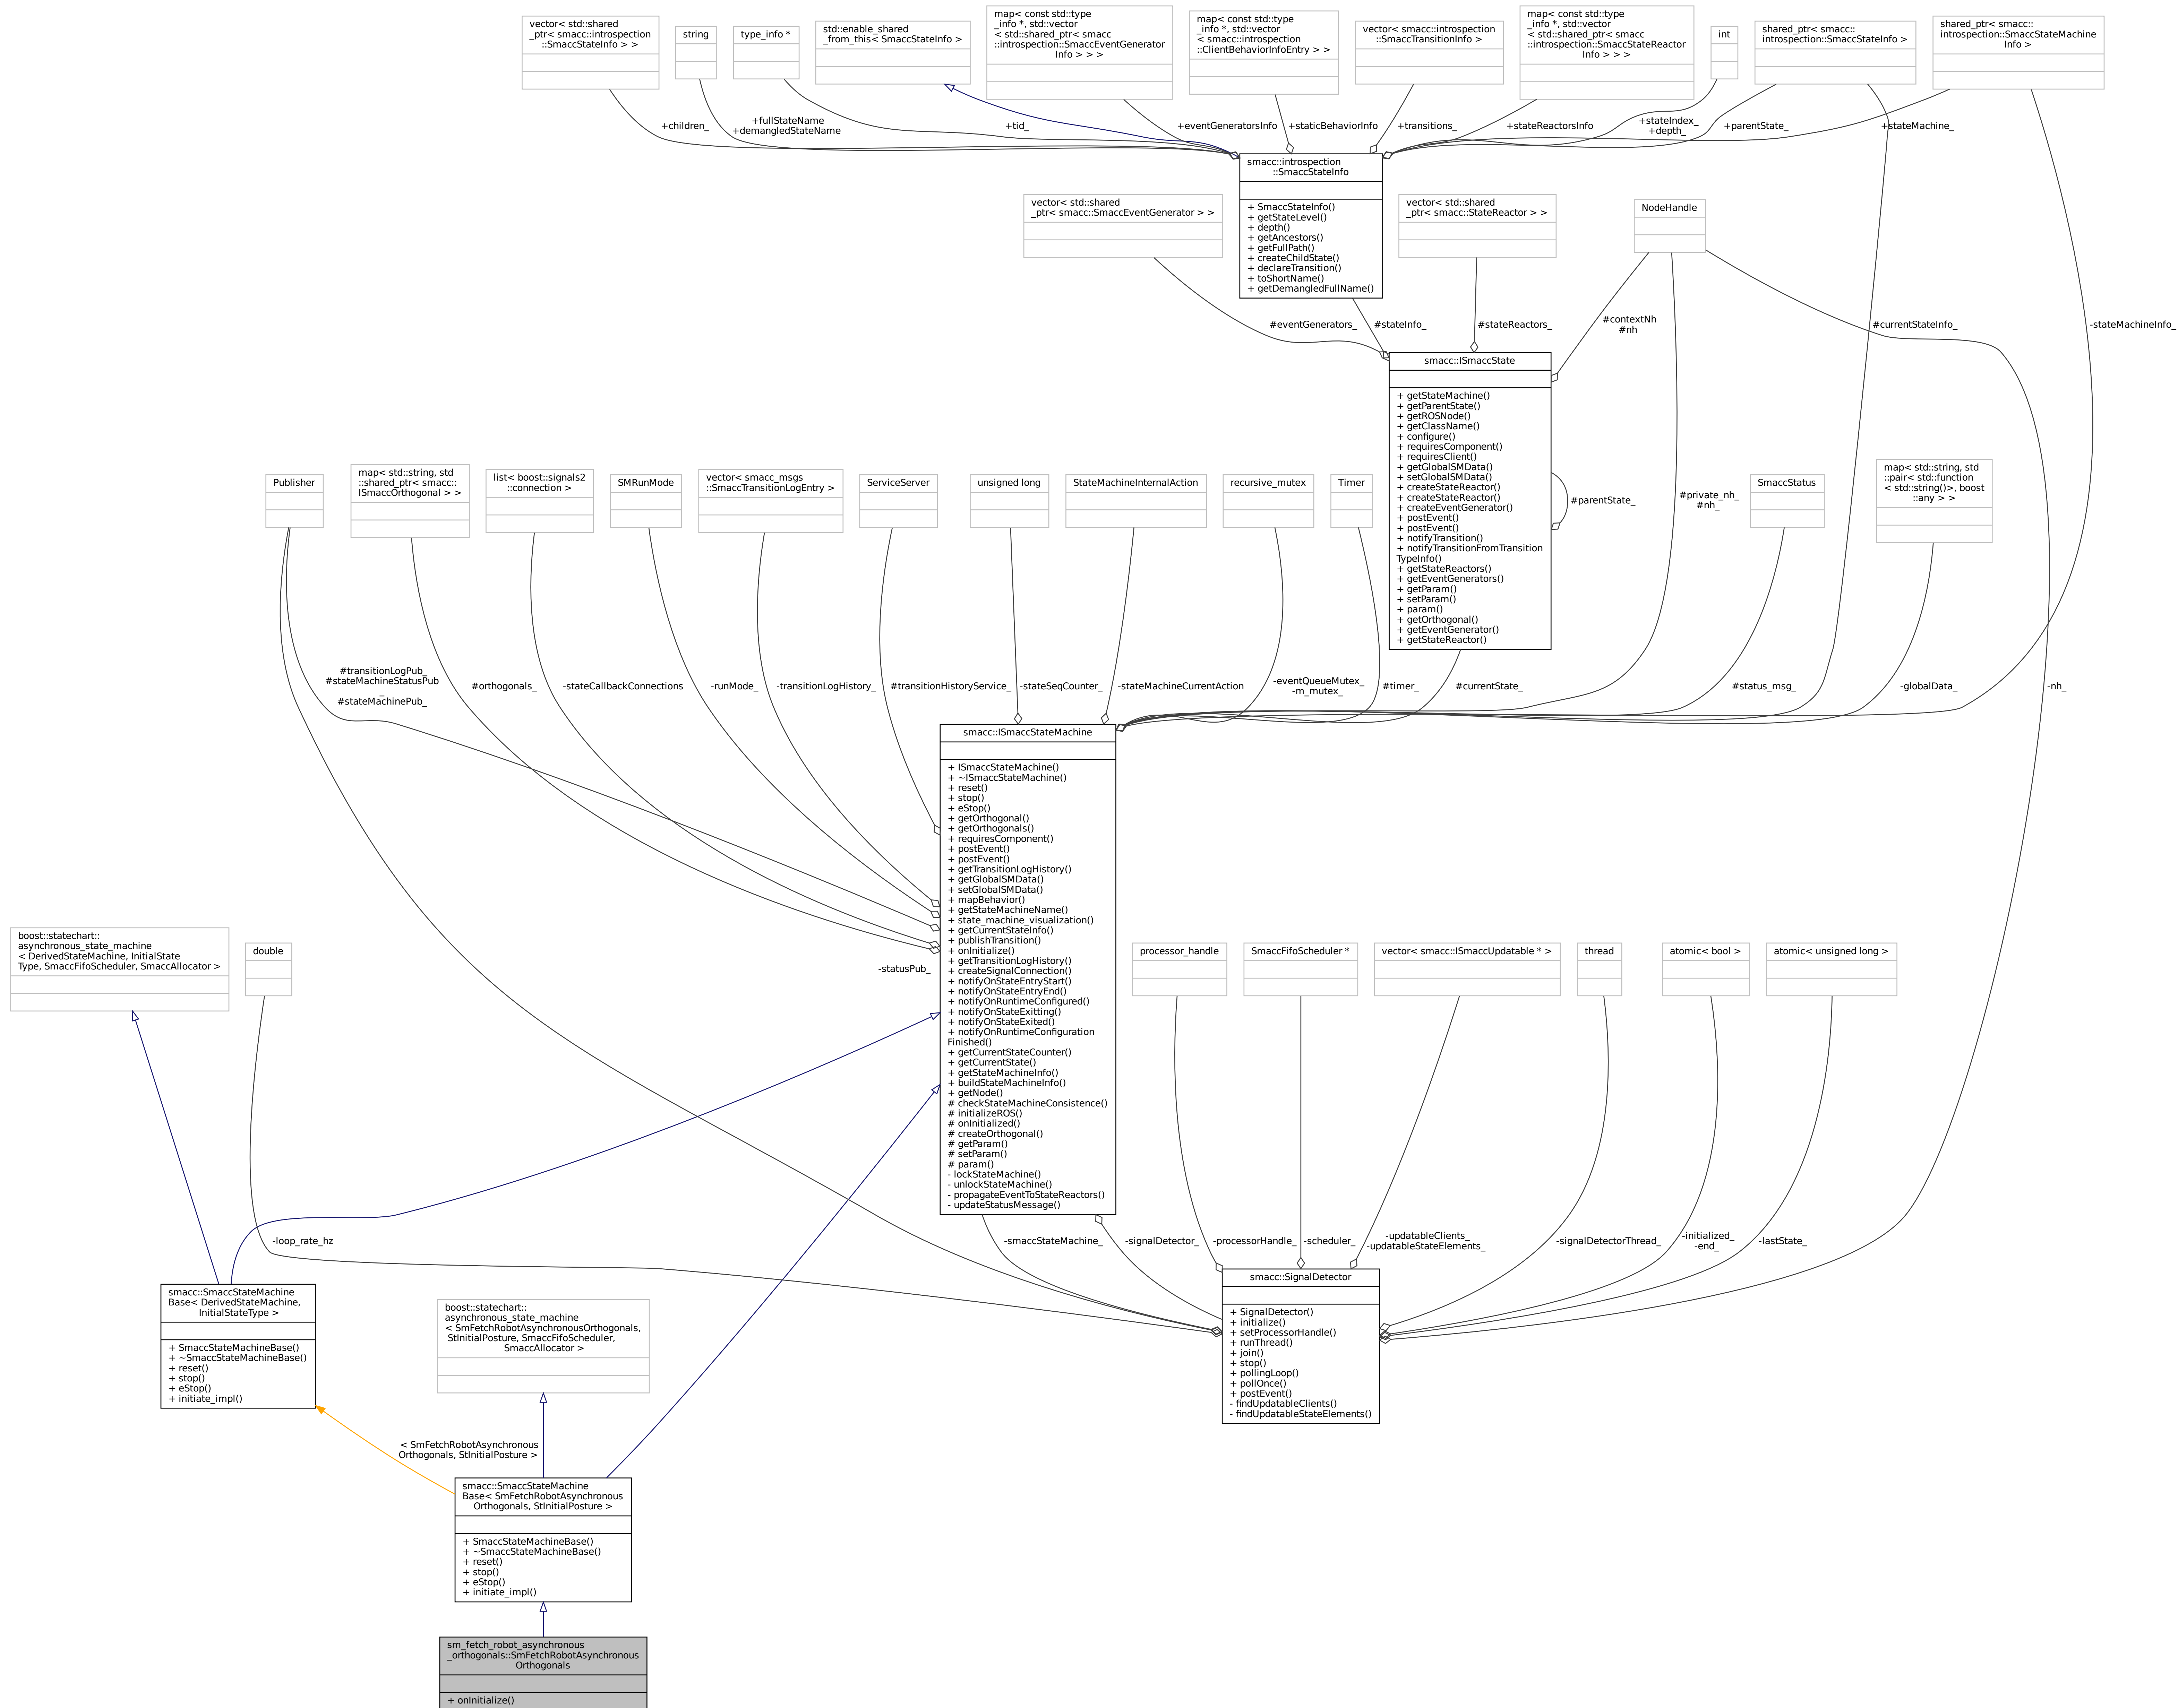 vector< std::shared
_ptr< smacc::introspection
::SmaccStateInfo > >
string
type_info *
std::enable_shared
_from_this< SmaccStateInfo >
map< const std::type
_info *, std::vector
< std::shared_ptr< smacc
::introspection::SmaccEventGenerator
Info > > >
map< const std::type
_info *, std::vector
< smacc::introspection
::ClientBehaviorInfoEntry > >
vector< smacc::introspection
::SmaccTransitionInfo >
map< const std::type
_info *, std::vector
< std::shared_ptr< smacc
::introspection::SmaccStateReactor
Info > > >
int
shared_ptr< smacc::
introspection::SmaccStateInfo >
shared_ptr< smacc::
introspection::SmaccStateMachine
Info >
+children_
+fullStateName
+demangledStateName
+tid_
+eventGeneratorsInfo
+staticBehaviorInfo
+transitions_
+stateReactorsInfo
+stateIndex_
+depth_
+parentState_
+stateMachine_
smacc::introspection
::SmaccStateInfo
+ SmaccStateInfo()
+ getStateLevel()
+ depth()
+ getAncestors()
+ getFullPath()
+ createChildState()
+ declareTransition()
+ toShortName()
+ getDemangledFullName()
vector< std::shared
_ptr< smacc::SmaccEventGenerator > >
vector< std::shared
_ptr< smacc::StateReactor > >
NodeHandle
#eventGenerators_
#stateInfo_
#stateReactors_
#contextNh
#nh
#currentStateInfo_
-stateMachineInfo_
smacc::ISmaccState
+ getStateMachine()
+ getParentState()
+ getROSNode()
+ getClassName()
+ configure()
+ requiresComponent()
+ requiresClient()
+ getGlobalSMData()
+ setGlobalSMData()
+ createStateReactor()
+ createStateReactor()
+ createEventGenerator()
+ postEvent()
+ postEvent()
+ notifyTransition()
+ notifyTransitionFromTransition
TypeInfo()
+ getStateReactors()
+ getEventGenerators()
+ getParam()
+ setParam()
+ param()
+ getOrthogonal()
+ getEventGenerator()
+ getStateReactor()
#parentState_
#private_nh_
#nh_
Publisher
map< std::string, std
::shared_ptr< smacc::
ISmaccOrthogonal > >
list< boost::signals2
::connection >
SMRunMode
vector< smacc_msgs
::SmaccTransitionLogEntry >
ServiceServer
unsigned long
StateMachineInternalAction
recursive_mutex
Timer
SmaccStatus
map< std::string, std
::pair< std::function
< std::string()>, boost
::any > >
#transitionLogPub_
#stateMachineStatusPub
_
#stateMachinePub_
#orthogonals_
-stateCallbackConnections
-runMode_
-transitionLogHistory_
#transitionHistoryService_
-stateSeqCounter_
-stateMachineCurrentAction
-eventQueueMutex_
-m_mutex_
#timer_
#currentState_
#status_msg_
-globalData_
-nh_
smacc::ISmaccStateMachine
+ ISmaccStateMachine()
+ ~ISmaccStateMachine()
+ reset()
+ stop()
+ eStop()
+ getOrthogonal()
+ getOrthogonals()
+ requiresComponent()
+ postEvent()
+ postEvent()
+ getTransitionLogHistory()
+ getGlobalSMData()
+ setGlobalSMData()
+ mapBehavior()
+ getStateMachineName()
+ state_machine_visualization()
+ getCurrentStateInfo()
+ publishTransition()
+ onInitialize()
+ getTransitionLogHistory()
+ createSignalConnection()
+ notifyOnStateEntryStart()
+ notifyOnStateEntryEnd()
+ notifyOnRuntimeConfigured()
+ notifyOnStateExitting()
+ notifyOnStateExited()
+ notifyOnRuntimeConfiguration
Finished()
+ getCurrentStateCounter()
+ getCurrentState()
+ getStateMachineInfo()
+ buildStateMachineInfo()
+ getNode()
# checkStateMachineConsistence()
# initializeROS()
# onInitialized()
# createOrthogonal()
# getParam()
# setParam()
# param()
- lockStateMachine()
- unlockStateMachine()
- propagateEventToStateReactors()
- updateStatusMessage()
boost::statechart::
asynchronous_state_machine
< DerivedStateMachine, InitialState
Type, SmaccFifoScheduler, SmaccAllocator >
double
-statusPub_
processor_handle
SmaccFifoScheduler *
vector< smacc::ISmaccUpdatable * >
thread
atomic< bool >
atomic< unsigned long >
-loop_rate_hz
-smaccStateMachine_
-signalDetector_
-processorHandle_
-scheduler_
-updatableClients_
-updatableStateElements_
-signalDetectorThread_
-initialized_
-end_
-lastState_
smacc::SignalDetector
+ SignalDetector()
+ initialize()
+ setProcessorHandle()
+ runThread()
+ join()
+ stop()
+ pollingLoop()
+ pollOnce()
+ postEvent()
- findUpdatableClients()
- findUpdatableStateElements()
smacc::SmaccStateMachine
Base< DerivedStateMachine,
InitialStateType >
+ SmaccStateMachineBase()
+ ~SmaccStateMachineBase()
+ reset()
+ stop()
+ eStop()
+ initiate_impl()
boost::statechart::
asynchronous_state_machine
< SmFetchRobotAsynchronousOrthogonals,
StInitialPosture, SmaccFifoScheduler,
SmaccAllocator >
< SmFetchRobotAsynchronous
Orthogonals, StInitialPosture >
smacc::SmaccStateMachine
Base< SmFetchRobotAsynchronous
Orthogonals, StInitialPosture >
+ SmaccStateMachineBase()
+ ~SmaccStateMachineBase()
+ reset()
+ stop()
+ eStop()
+ initiate_impl()
sm_fetch_robot_asynchronous
_orthogonals::SmFetchRobotAsynchronous
Orthogonals
+ onInitialize()